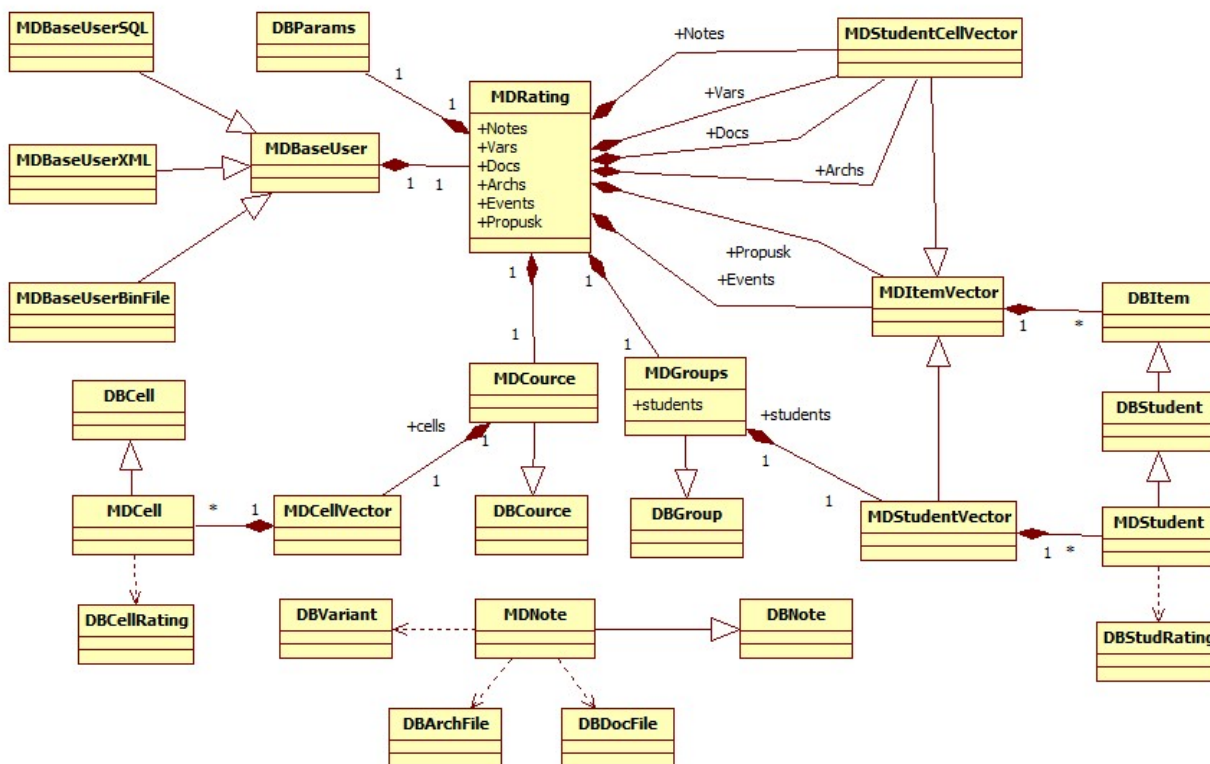 MDBaseUserSQL
DBParams
+Notes
MDStudentCellVector
1
MDRating
+Vars
1
+Notes
+Vars
+Docs
+Archs
+Events
+Propusk
+Docs
MDBaseUser
MDBaseUserXML
1
1
+Archs
+Propusk
1
1
+Events
MDBaseUserBinFile
MDItemVector
DBItem
1
*
1
1
MDCource
MDGroups
+students
DBCell
DBStudent
+cells
1
+students
1
1
1
MDCell
*
1
MDCellVector
DBCource
DBGroup
MDStudentVector
MDStudent
1
*
DBCellRating
DBVariant
MDNote
DBNote
DBStudRating
DBArchFile
DBDocFile